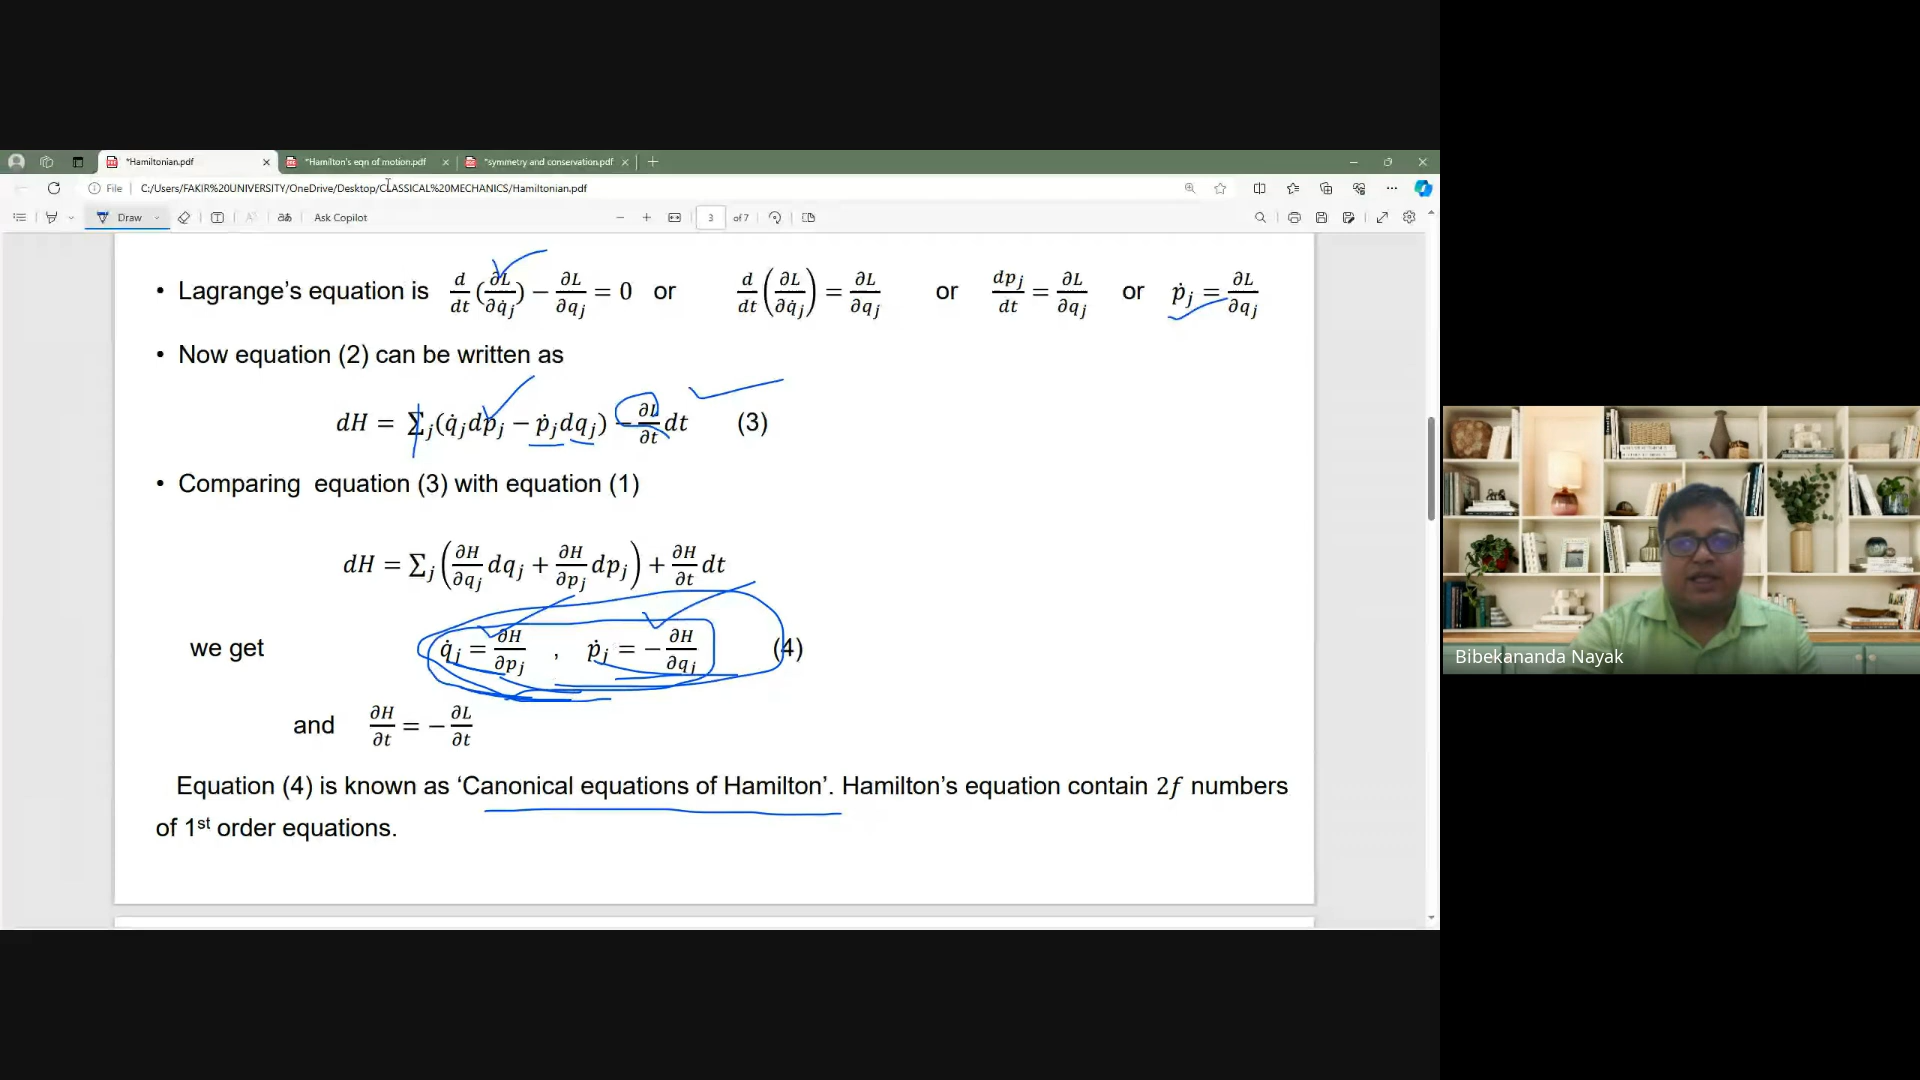 *Hamiltonian.pdf
*Hamilton's eqn of motion.pdf
*symmetry and conservation.pdf
File
C:/Users/FAKIR%20UNIVERSITY/OneDrive/Desktop/CLASSICAL%20MECHANICS/Hamiltonian.pdf
Draw
Ask Copilot
3 of 7
• Lagrange's equation is d/dt(∂L/∂q̇ⱼ) − ∂L/∂qⱼ = 0 or d/dt(∂L/∂q̇ⱼ) = ∂L/∂qⱼ or dpⱼ/dt = ∂L/∂qⱼ or ṗⱼ = ∂L/∂qⱼ
• Now equation (2) can be written as
dH = ∑ⱼ(q̇ⱼdpⱼ − ṗⱼdqⱼ) − ∂L/∂t dt (3)
• Comparing equation (3) with equation (1)
dH = ∑ⱼ(∂H/∂qⱼ dqⱼ + ∂H/∂pⱼ dpⱼ) + ∂H/∂t dt
we get q̇ⱼ = ∂H/∂pⱼ , ṗⱼ = −∂H/∂qⱼ (4)
and ∂H/∂t = −∂L/∂t
Equation (4) is known as ‘Canonical equations of Hamilton’. Hamilton’s equation contain 2f numbers
of 1st order equations.
Bibekananda Nayak